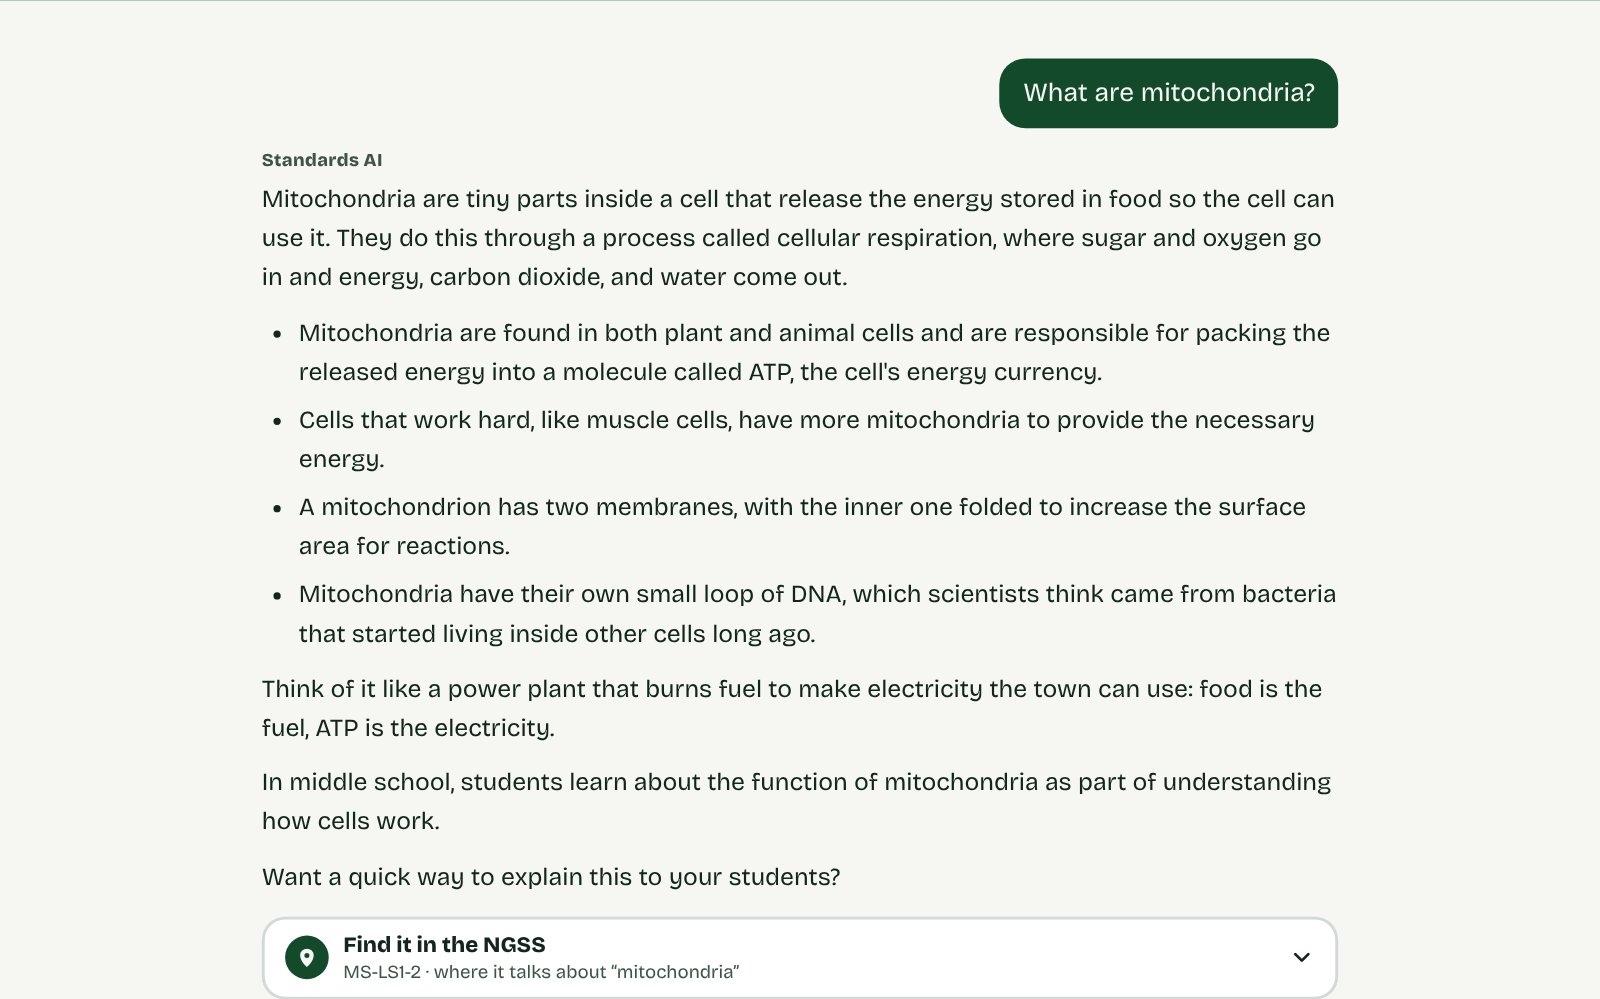 What are mitochondria?
Standards AI
Mitochondria are tiny parts inside a cell that release the energy stored in food so the cell can
use it. They do this through a process called cellular respiration, where sugar and oxygen go
in and energy, carbon dioxide, and water come out.
• Mitochondria are found in both plant and animal cells and are responsible for packing the
released energy into a molecule called ATP, the cell's energy currency.
• Cells that work hard, like muscle cells, have more mitochondria to provide the necessary
energy.
• A mitochondrion has two membranes, with the inner one folded to increase the surface
area for reactions.
• Mitochondria have their own small loop of DNA, which scientists think came from bacteria
that started living inside other cells long ago.
Think of it like a power plant that burns fuel to make electricity the town can use: food is the
fuel, ATP is the electricity.
In middle school, students learn about the function of mitochondria as part of understanding
how cells work.
Want a quick way to explain this to your students?
Find it in the NGSS
MS-LS1-2 · where it talks about “mitochondria”